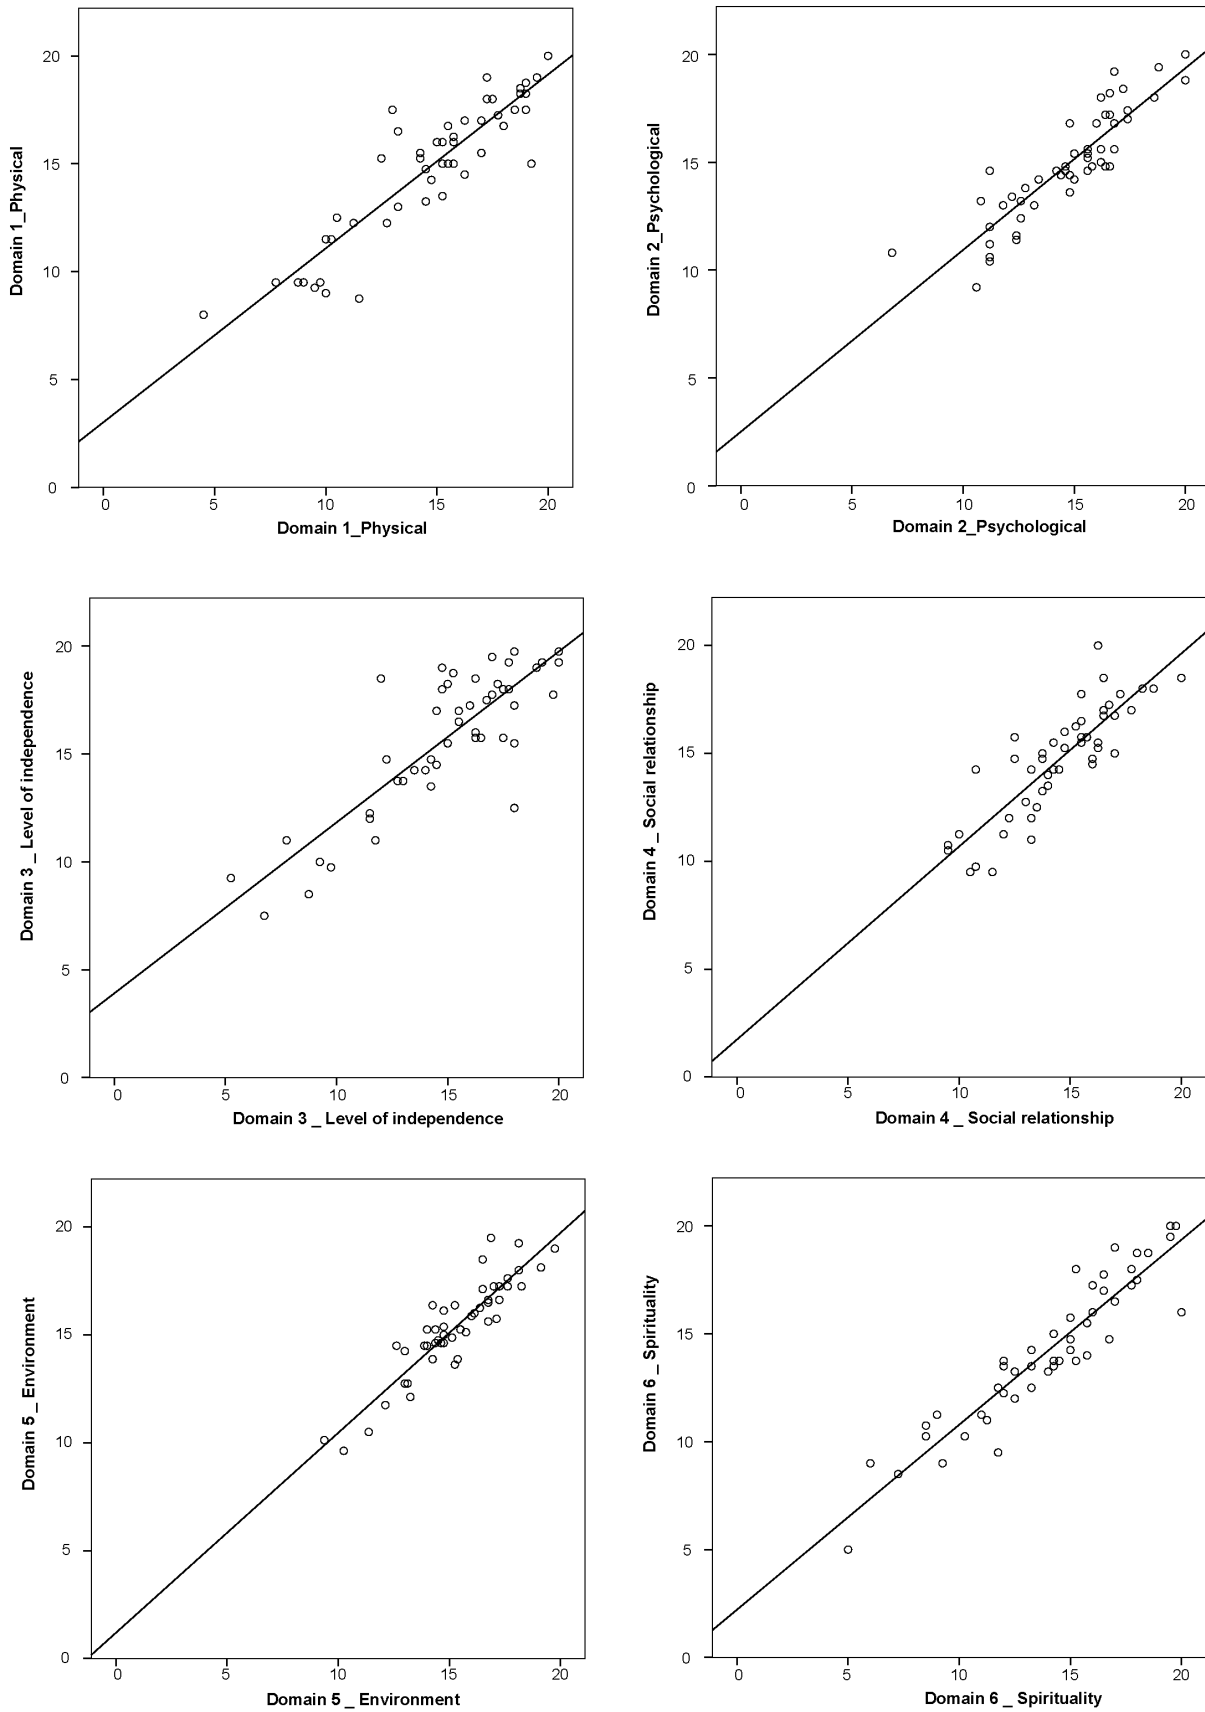 20
15
10
5
0
Domain 1_Physical
0 5 10 15 20
Domain 1_Physical
20
15
10
5
0
Domain 2_Psychological
0 5 10 15 20
Domain 2_Psychological
20
15
10
5
0
Domain 3 _ Level of independence
0 5 10 15 20
Domain 3 _ Level of independence
20
15
10
5
0
Domain 4 _ Social relationship
0 5 10 15 20
Domain 4 _ Social relationship
20
15
10
5
0
Domain 5 _ Environment
0 5 10 15 20
Domain 5 _ Environment
20
15
10
5
0
Domain 6 _ Spirituality
0 5 10 15 20
Domain 6 _ Spirituality